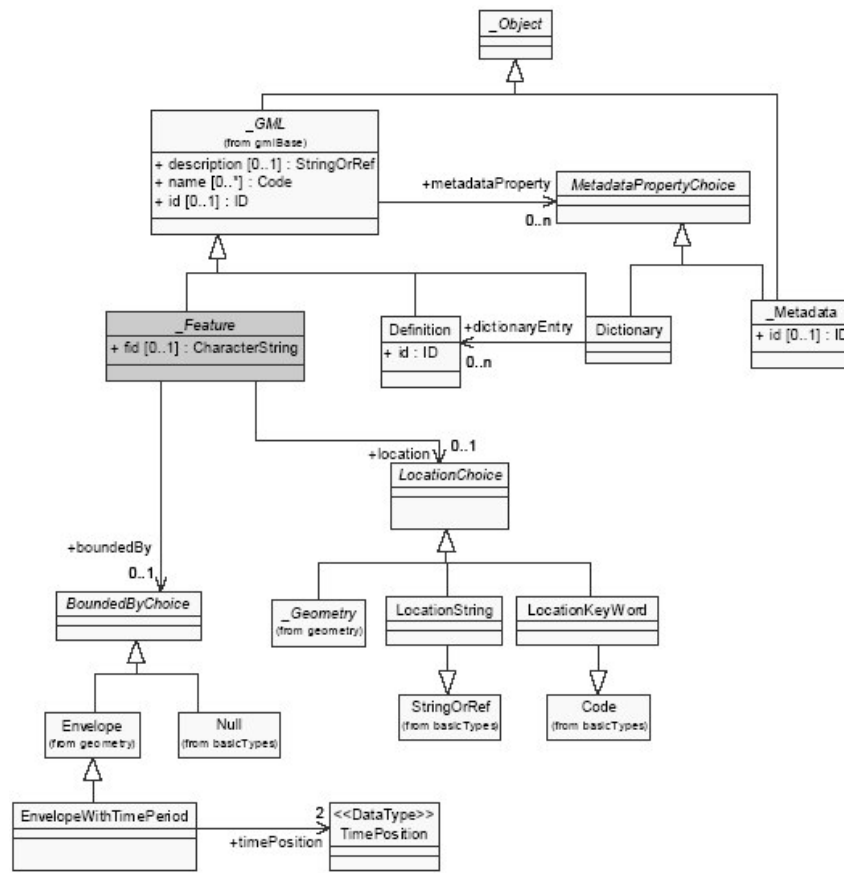 _Object
_GML
(from gmlBase)
+ description [0..1] : StringOrRef
+ name [0..*] : Code
+ id [0..1] : ID
+metadataProperty
0..n
MetadataPropertyChoice
_Feature
+ fid [0..1] : CharacterString
Definition
+ id : ID
+dictionaryEntry
0..n
Dictionary
_Metadata
+ id [0..1] : ID
+location
0..1
LocationChoice
+boundedBy
0..1
BoundedByChoice
_Geometry
(from geometry)
LocationString
LocationKeyWord
StringOrRef
(from basicTypes)
Code
(from basicTypes)
Envelope
(from geometry)
Null
(from basicTypes)
EnvelopeWithTimePeriod
2
+timePosition
<<DataType>>
TimePosition